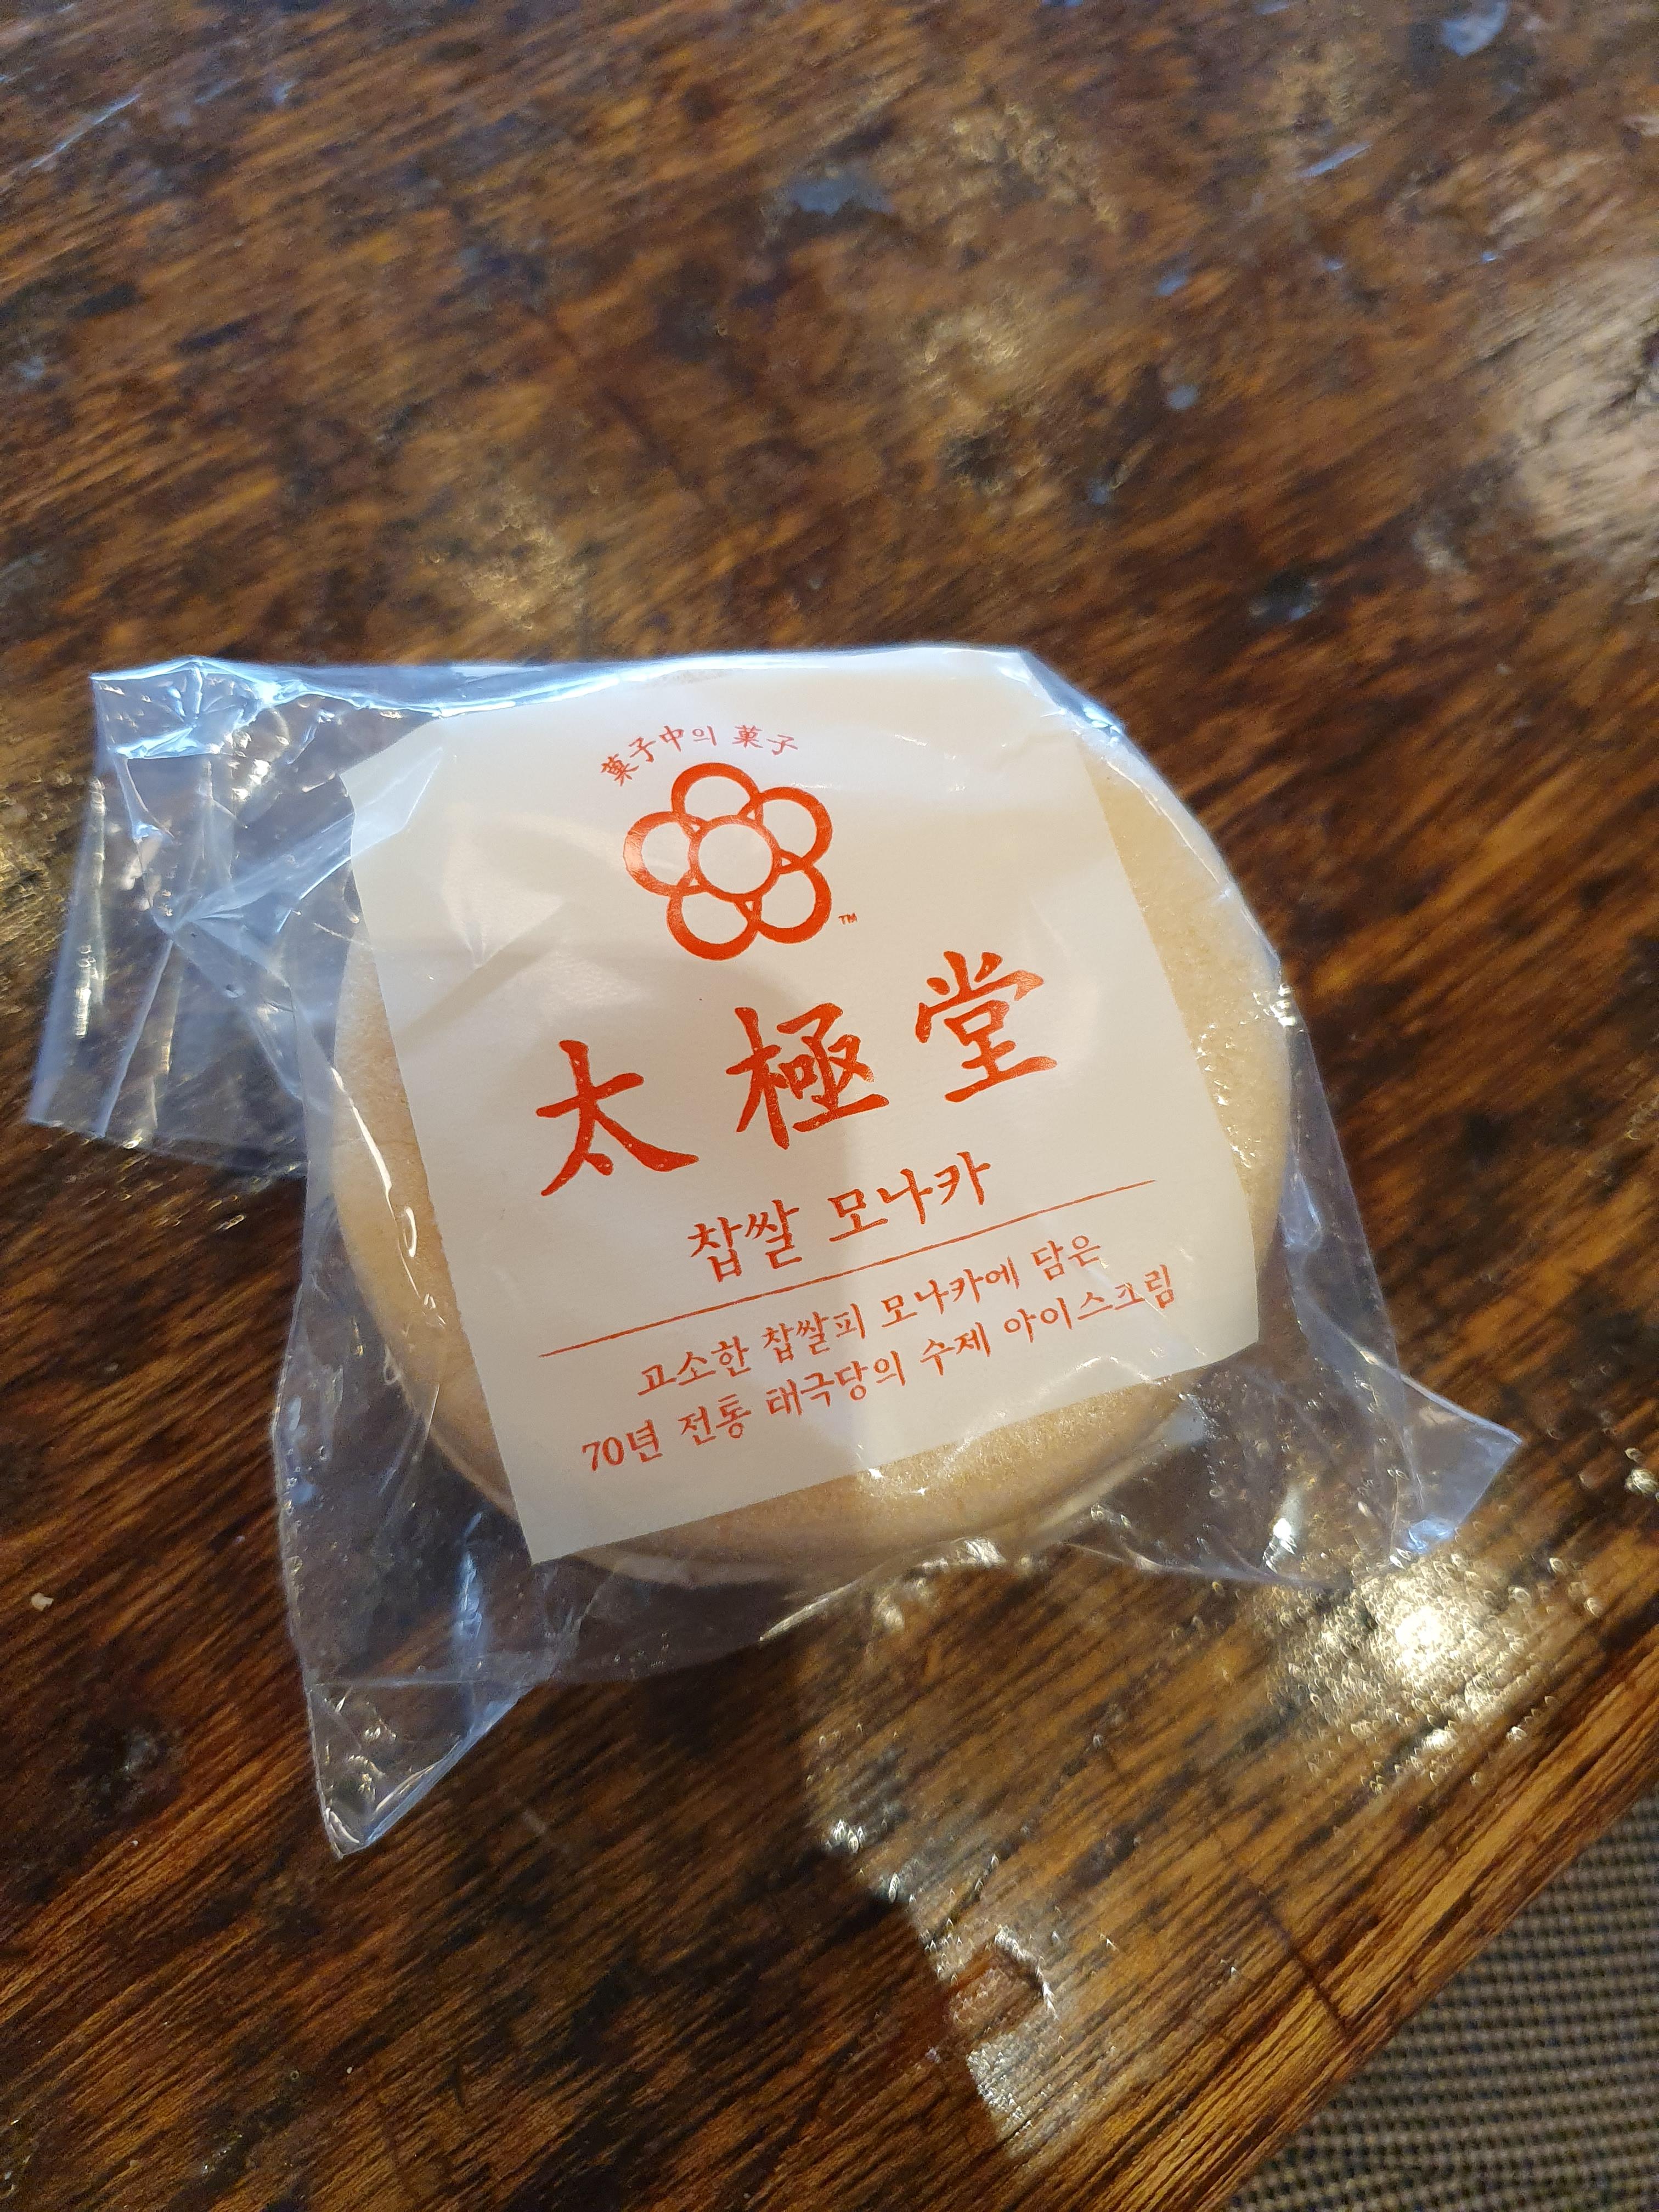 菓子中의 菓子
TM
太極堂
찹쌀 모나카
고소한 찹쌀피 모나카에 담은
70년 전통 태극당의 수제 아이스크림